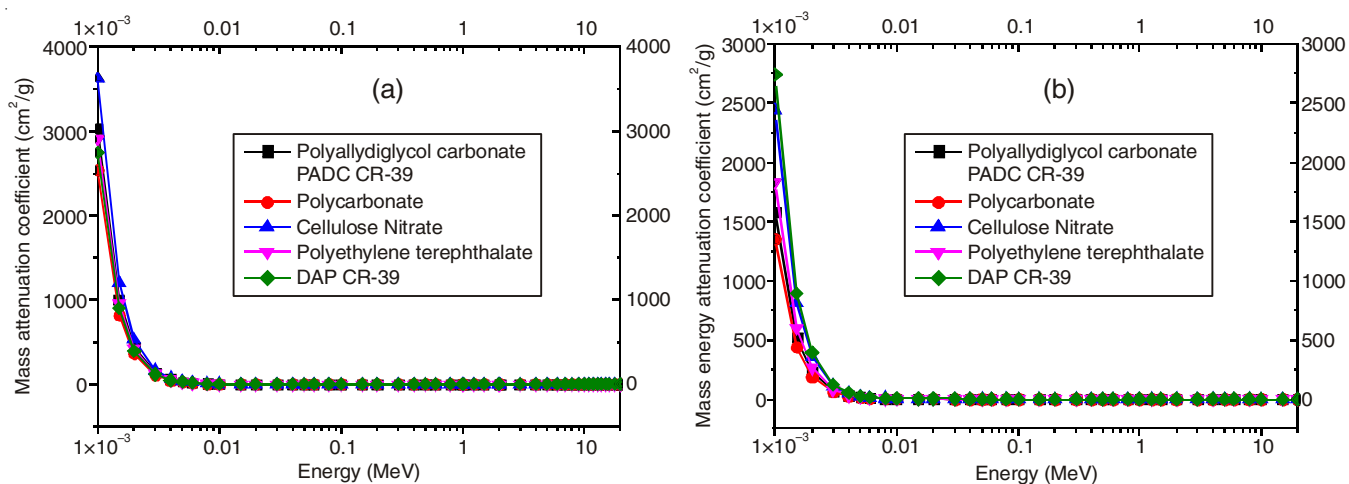 1×10⁻³ 0.01 0.1 1 10
4000 4000
(a)
3000 3000
Polyallydiglycol carbonate
PADC CR-39
Polycarbonate
2000 2000
Cellulose Nitrate
Polyethylene terephthalate
DAP CR-39
1000 1000
0 0
1×10⁻³ 0.01 0.1 1 10
Energy (MeV)
Mass attenuation coefficient (cm²/g)
1×10⁻³ 0.01 0.1 1 10
3000 3000
(b)
2500 2500
Polyallydiglycol carbonate
PADC CR-39
2000 2000
Polycarbonate
1500 1500
Cellulose Nitrate
Polyethylene terephthalate
1000 1000
DAP CR-39
500 500
0 0
1×10⁻³ 0.01 0.1 1 10
Energy (MeV)
Mass energy attenuation coefficient (cm²/g)